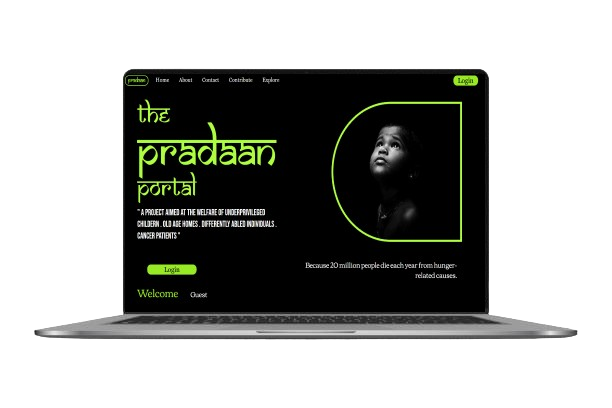 pradaan
Home About Contact Contribute Explore
Login
the
pradaan
portal
" A PROJECT AIMED AT THE WELFARE OF UNDERPRIVILEGED
CHILDERN , OLD AGE HOMES , DIFFERENTLY ABLED INDIVIDUALS ,
CANCER PATIENTS "
Login
Welcome Guest
Because 20 million people die each year from hunger-
related causes.